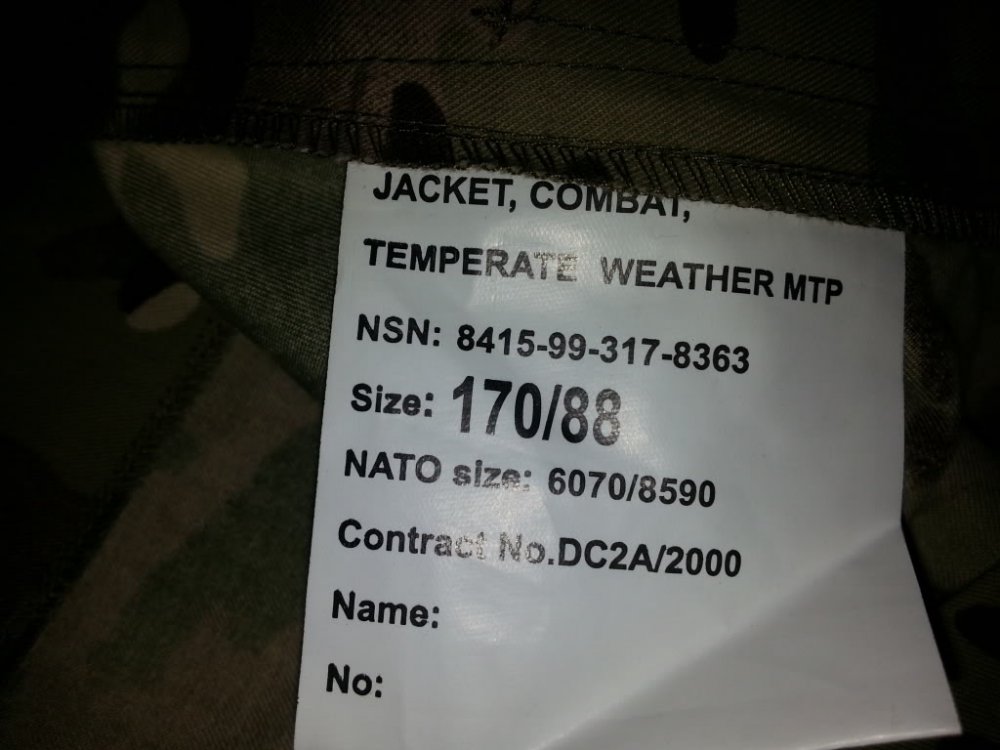 JACKET, COMBAT,
TEMPERATE WEATHER MTP
NSN: 8415-99-317-8363
Size: 170/88
NATO size: 6070/8590
Contract No.DC2A/2000
Name:
No: